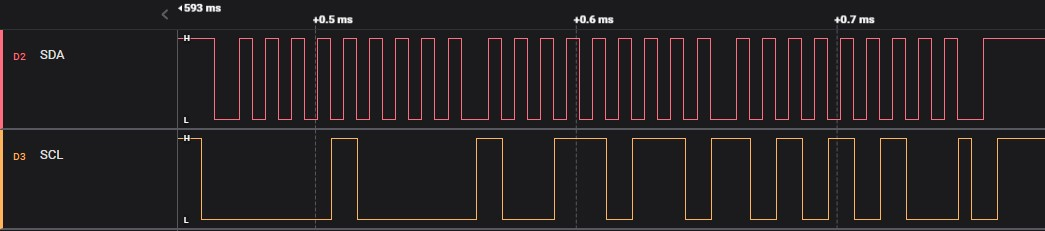 593 ms
+0.5 ms +0.6 ms +0.7 ms
D2 SDA H
L
D3 SCL H
L